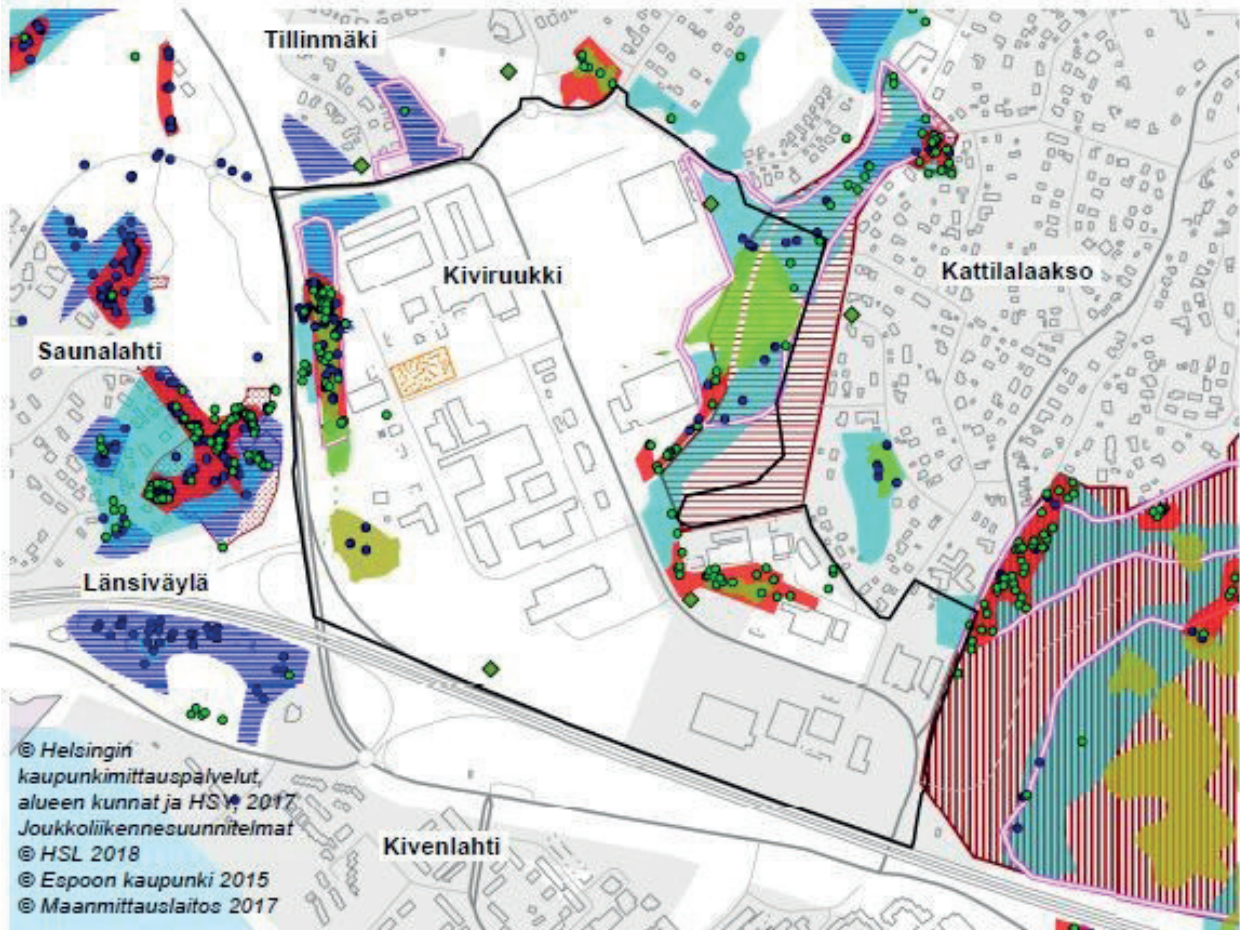 Tillinmäki
Kiviruukki
Kattilalaakso
Saunalahti
Länsiväylä
© Helsingin
kaupunkimittauspalvelut,
alueen kunnat ja HSY, 2017
Joukkoliikennesuunnitelmat
© HSL 2018
© Espoon kaupunki 2015
© Maanmittauslaitos 2017
Kivenlahti